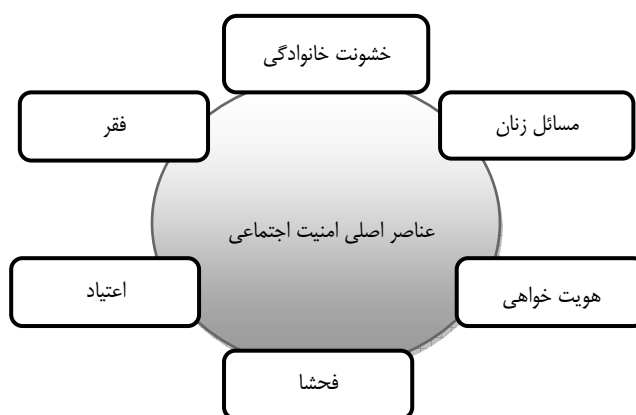 خشونت خانوادگی
مسائل زنان
فقر
عناصر اصلی امنیت اجتماعی
هویت خواهی
اعتیاد
فحشا